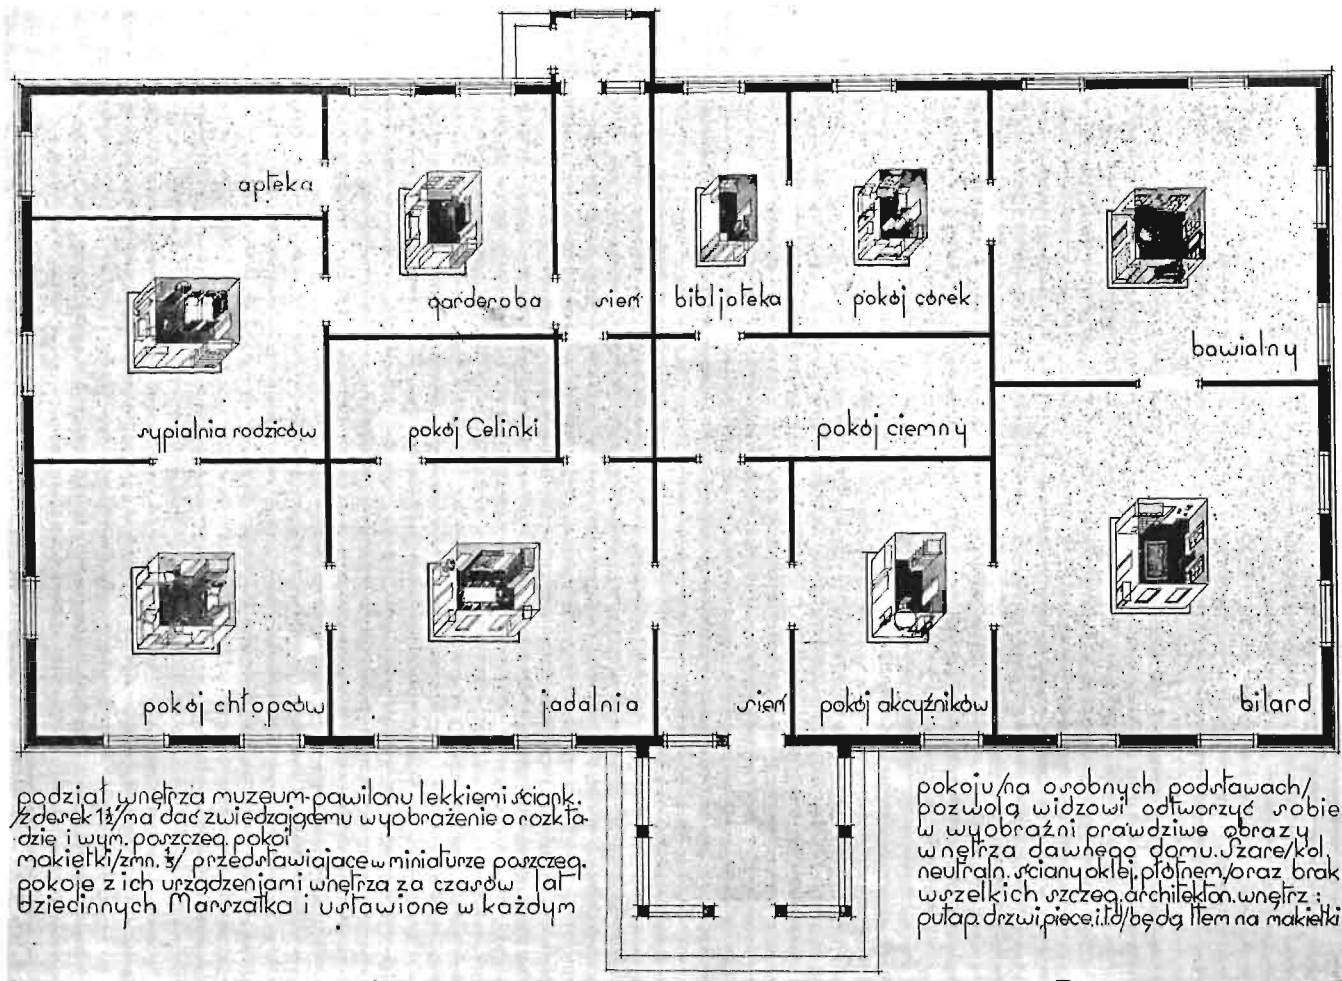 apteka
garderoba
sień
bibljoteka
pokój córek
bawialny
sypialnia rodziców
pokój Celinki
pokój ciemny
pokój chłopców
jadalnia
sień
pokój akcyźników
bilard
podział wnętrza muzeum-pawilonu lekkiemi ściank.
/z desek 1½"/ma dać zwiedzającemu wyobrażenie o rozkła-
dzie i wym. poszczeg. pokoi
makietki/zmn. / przedstawiające w miniaturze poszczeg.
pokoje z ich urządzeniami wnętrza za czasów lat
dziecinnych Marszałka i ustawione w każdym
pokoju/na osobnych podstawach/
pozwolą widzowi odtworzyć sobie
w wyobraźni prawdziwe obrazy
wnętrza dawnego domu. Szare/kol.
neutraln. ściany oklej. płótnem/oraz brak
wszelkich szczeg. architekton. wnętrz:
pułap. drzwi, piece, i.t.d/będą tłem na makietki